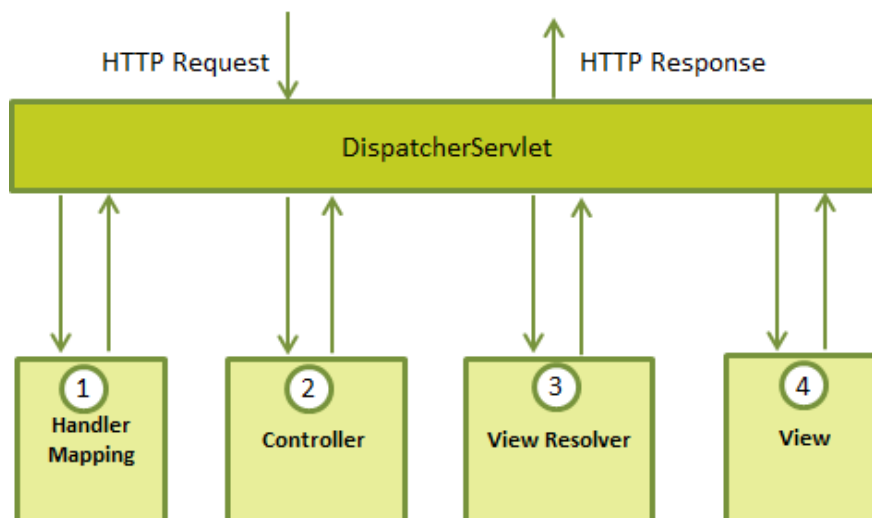 HTTP Request
HTTP Response
DispatcherServlet
1
Handler
Mapping
2
Controller
3
View Resolver
4
View